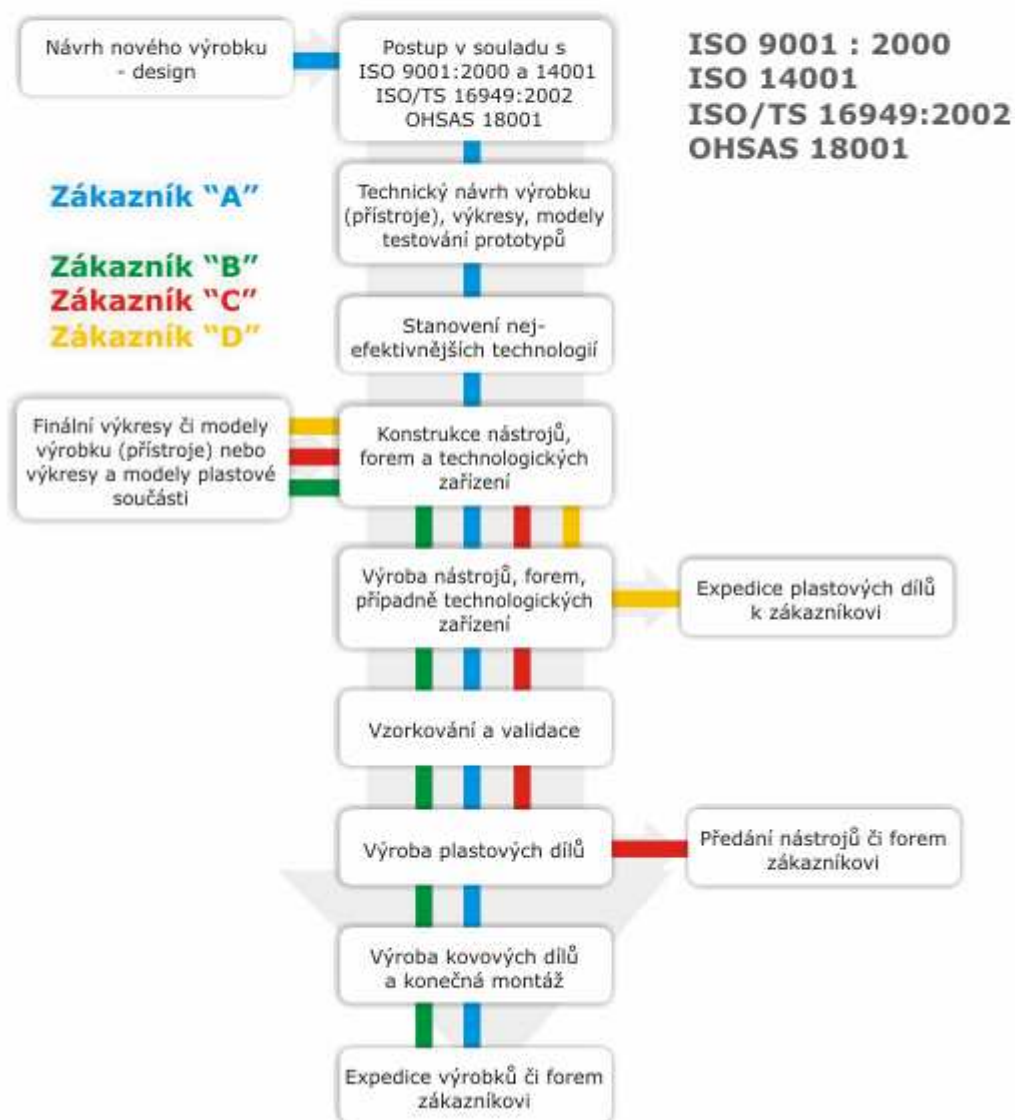 Návrh nového výrobku
- design
Postup v souladu s
ISO 9001:2000 a 14001
ISO/TS 16949:2002
OHSAS 18001
ISO 9001 : 2000
ISO 14001
ISO/TS 16949:2002
OHSAS 18001
Zákazník “A”
Zákazník “B”
Zákazník “C”
Zákazník “D”
Technický návrh výrobku
(přístroje), výkresy, modely
testování prototypů
Stanovení nej-
efektivnějších technologií
Finální výkresy či modely
výrobku (přístroje) nebo
výkresy a modely plastové
součásti
Konstrukce nástrojů,
forem a technologických
zařízení
Výroba nástrojů, forem,
případně technologických
zařízení
Expedice plastových dílů
k zákazníkovi
Vzorkování a validace
Výroba plastových dílů
Předání nástrojů či forem
zákazníkovi
Výroba kovových dílů
a konečná montáž
Expedice výrobků či forem
zákazníkovi